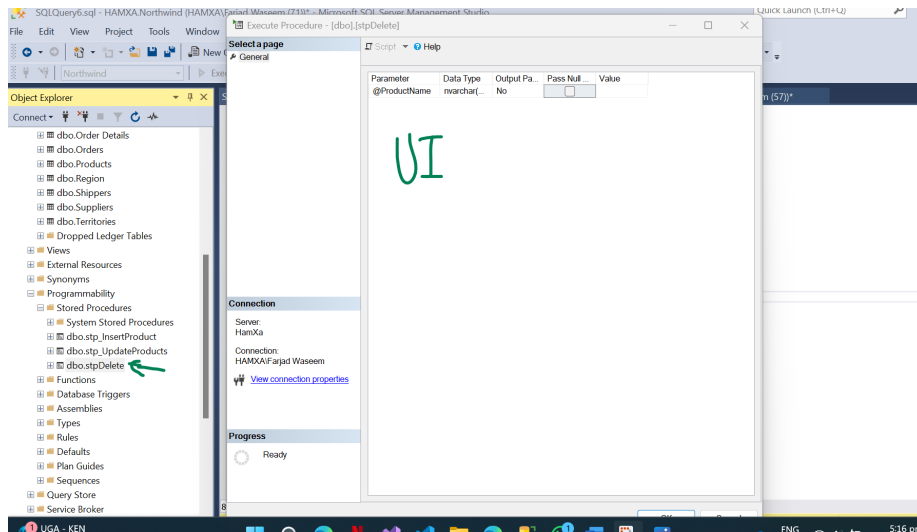 SQLQuery6.sql - HAMXA.Northwind (HAMXA\Farjad Waseem (71))* - Microsoft SQL Server Management Studio
Quick Launch (Ctrl+Q)
File Edit View Project Tools Window
New
Northwind
Exe
Object Explorer
Connect
dbo.Order Details
dbo.Orders
dbo.Products
dbo.Region
dbo.Shippers
dbo.Suppliers
dbo.Territories
Dropped Ledger Tables
Views
External Resources
Synonyms
Programmability
Stored Procedures
System Stored Procedures
dbo.stp_InsertProduct
dbo.stp_UpdateProducts
dbo.stpDelete
Functions
Database Triggers
Assemblies
Types
Rules
Defaults
Plan Guides
Sequences
Query Store
Service Broker
Execute Procedure - [dbo].[stpDelete]
Select a page
General
Script Help
Parameter Data Type Output Pa... Pass Null ... Value
@ProductName nvarchar(... No
UI
Connection
Server:
HamXa
Connection:
HAMXA\Farjad Waseem
View connection properties
Progress
Ready
m (57))*
1 UGA - KEN
1
ENG
5:16 pm